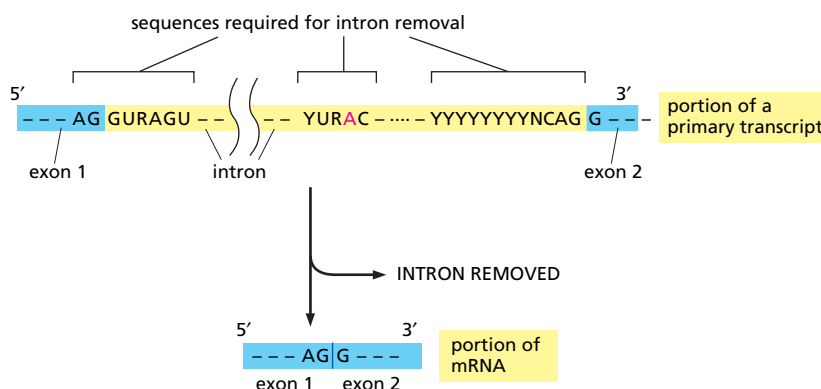 sequences required for intron removal
5′ 3′
– – – AG GURAGU – – – – YURAC ···· YYYYYYYYNCAG G – – –
portion of a
primary transcript
exon 1 intron exon 2
INTRON REMOVED
5′ 3′
– – – AG G – – –
portion of
mRNA
exon 1 exon 2